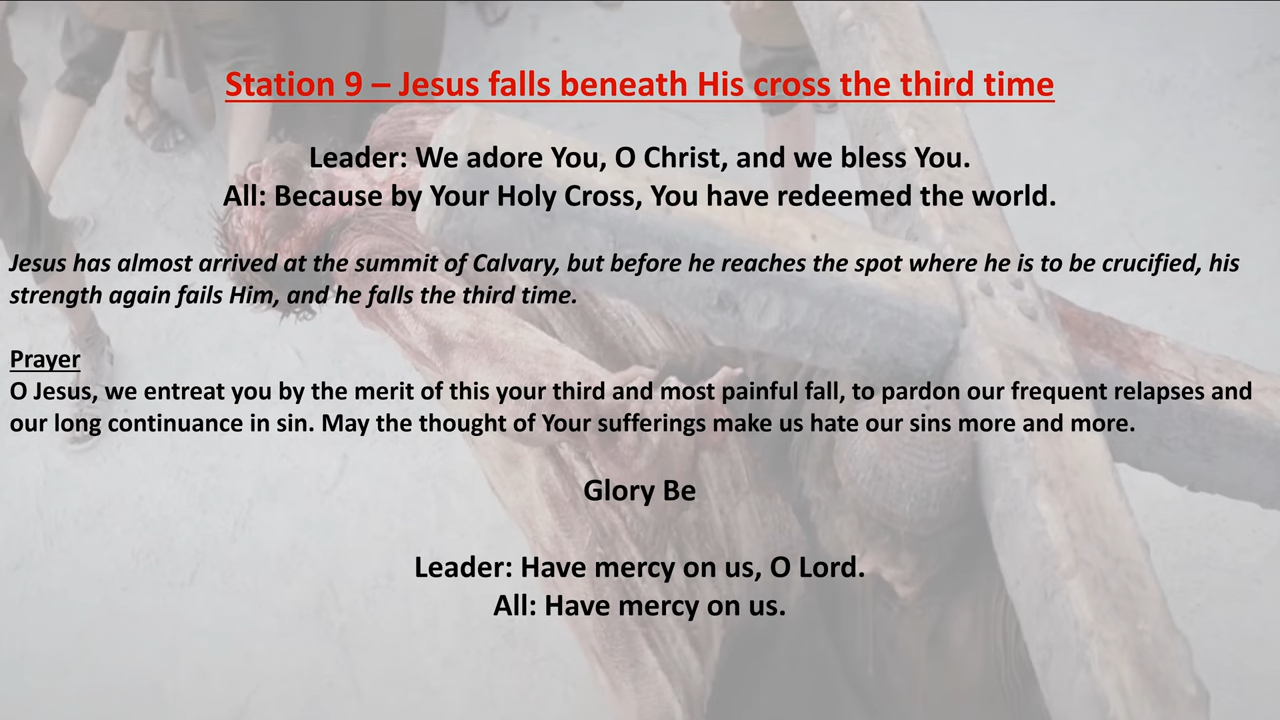 Station 9 – Jesus falls beneath His cross the third time
Leader: We adore You, O Christ, and we bless You.
All: Because by Your Holy Cross, You have redeemed the world.
Jesus has almost arrived at the summit of Calvary, but before he reaches the spot where he is to be crucified, his
strength again fails Him, and he falls the third time.
Prayer
O Jesus, we entreat you by the merit of this your third and most painful fall, to pardon our frequent relapses and
our long continuance in sin. May the thought of Your sufferings make us hate our sins more and more.
Glory Be
Leader: Have mercy on us, O Lord.
All: Have mercy on us.